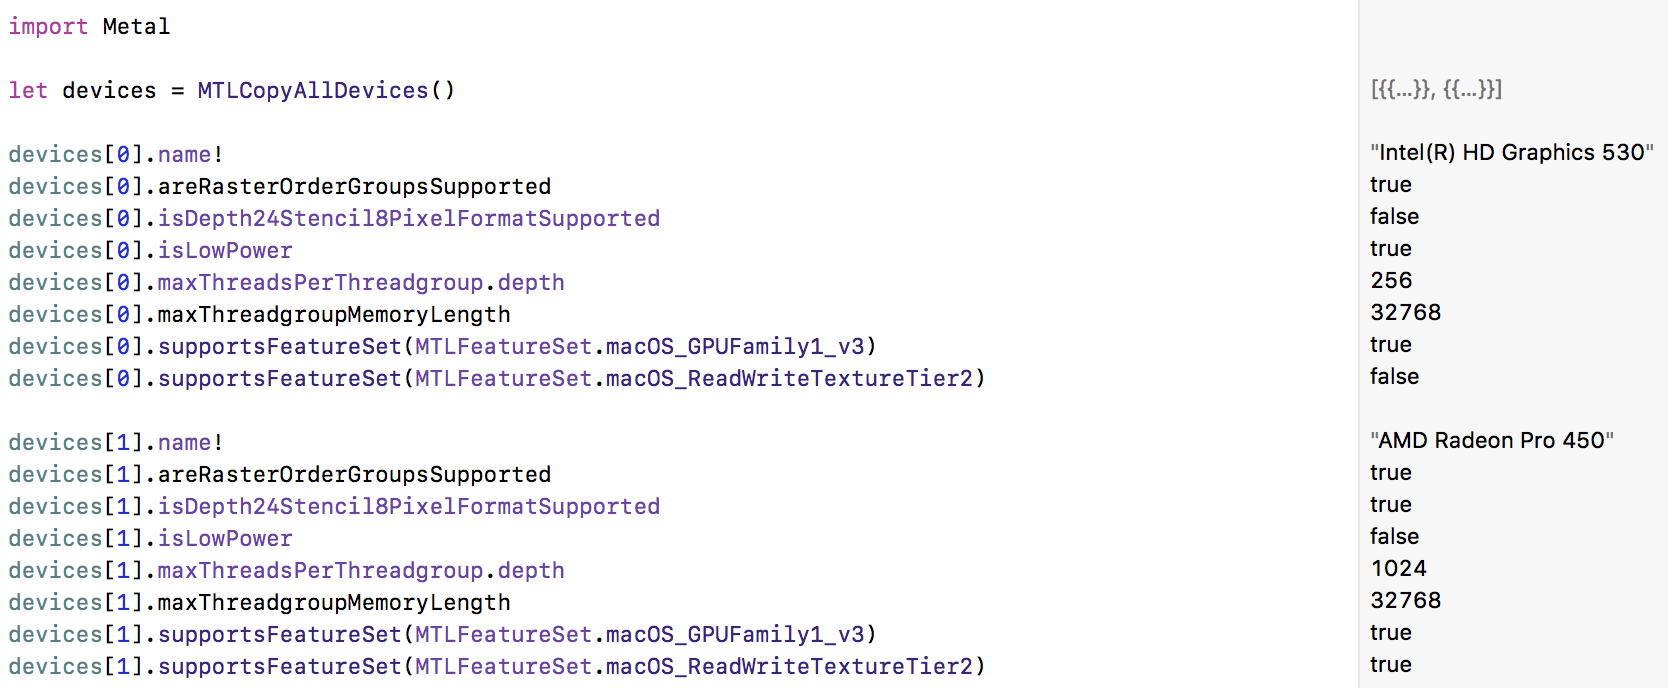 import Metal
let devices = MTLCopyAllDevices() [{{...}}, {{...}}]
devices[0].name! "Intel(R) HD Graphics 530"
devices[0].areRasterOrderGroupsSupported true
devices[0].isDepth24Stencil8PixelFormatSupported false
devices[0].isLowPower true
devices[0].maxThreadsPerThreadgroup.depth 256
devices[0].maxThreadgroupMemoryLength 32768
devices[0].supportsFeatureSet(MTLFeatureSet.macOS_GPUFamily1_v3) true
devices[0].supportsFeatureSet(MTLFeatureSet.macOS_ReadWriteTextureTier2) false
devices[1].name! "AMD Radeon Pro 450"
devices[1].areRasterOrderGroupsSupported true
devices[1].isDepth24Stencil8PixelFormatSupported true
devices[1].isLowPower false
devices[1].maxThreadsPerThreadgroup.depth 1024
devices[1].maxThreadgroupMemoryLength 32768
devices[1].supportsFeatureSet(MTLFeatureSet.macOS_GPUFamily1_v3) true
devices[1].supportsFeatureSet(MTLFeatureSet.macOS_ReadWriteTextureTier2) true